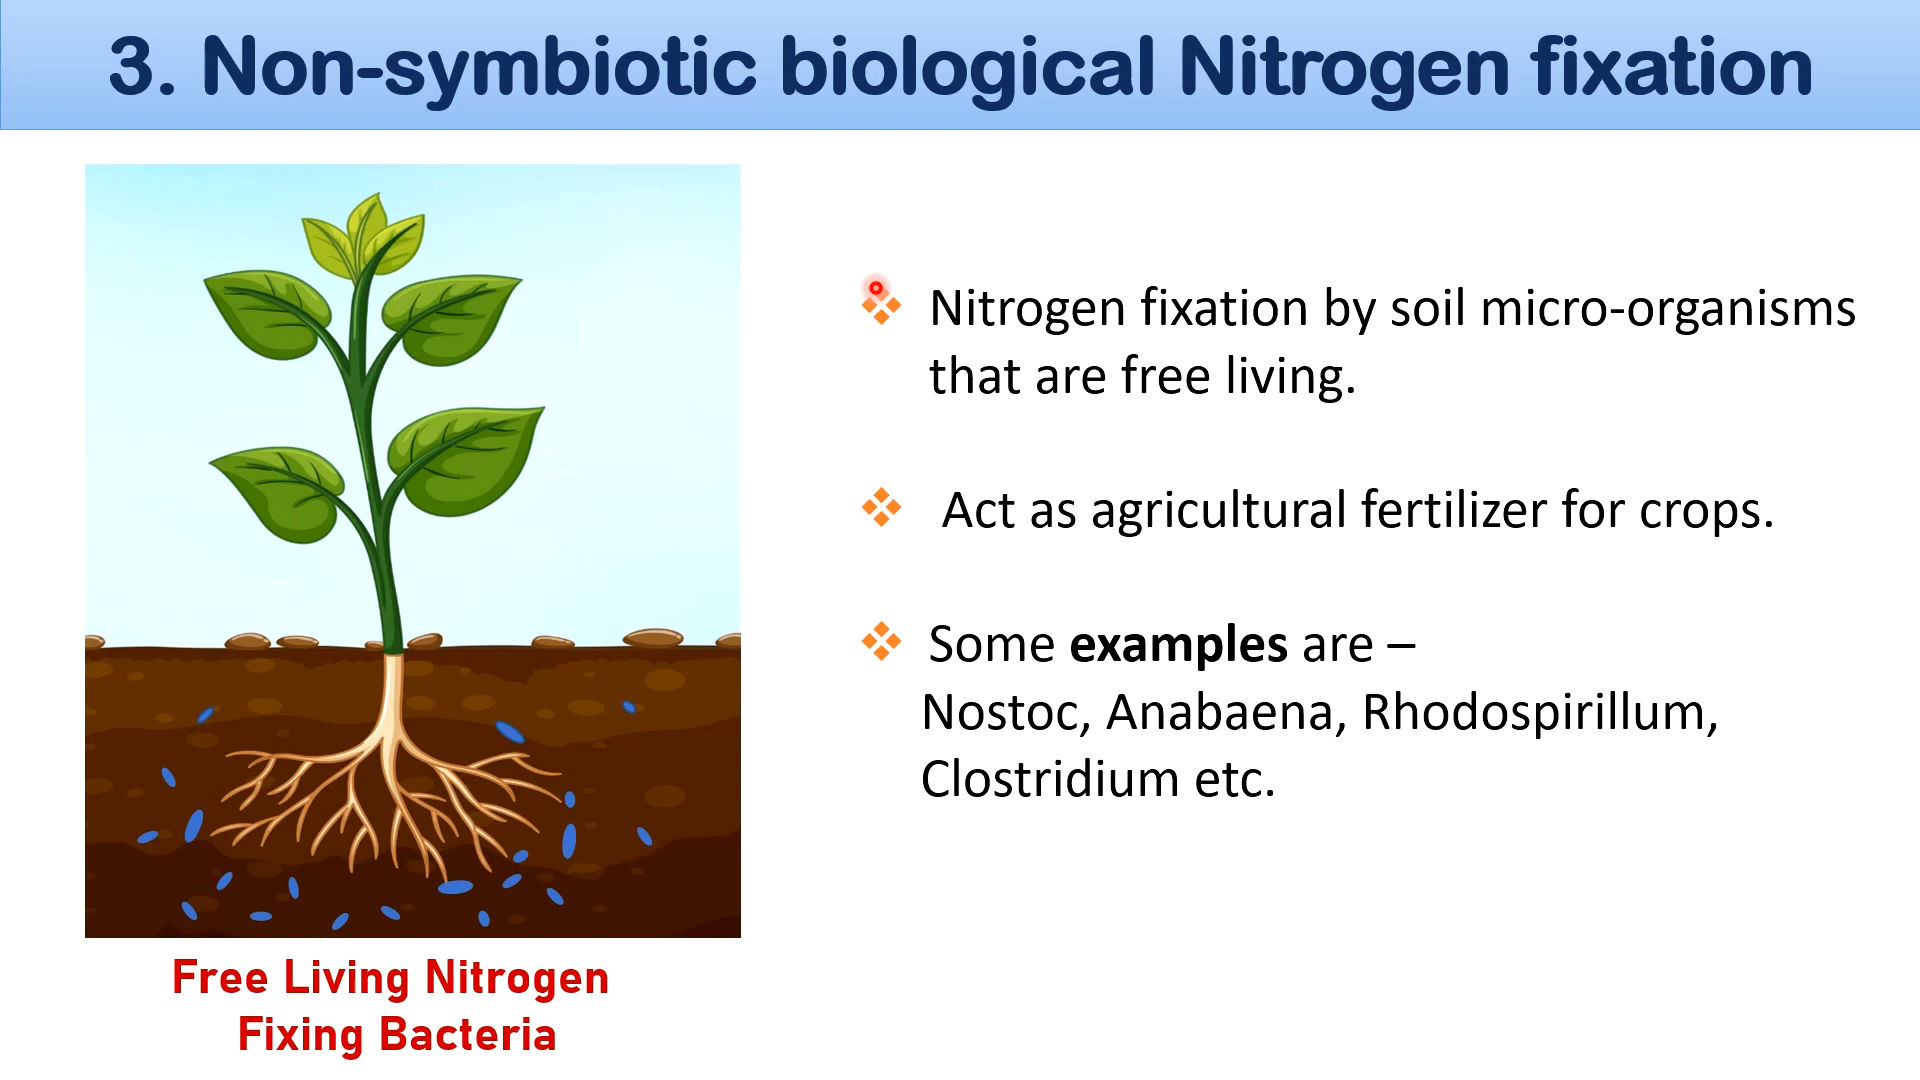 3. Non-symbiotic biological Nitrogen fixation
Nitrogen fixation by soil micro-organisms
that are free living.
Act as agricultural fertilizer for crops.
Some examples are –
Nostoc, Anabaena, Rhodospirillum,
Clostridium etc.
Free Living Nitrogen
Fixing Bacteria